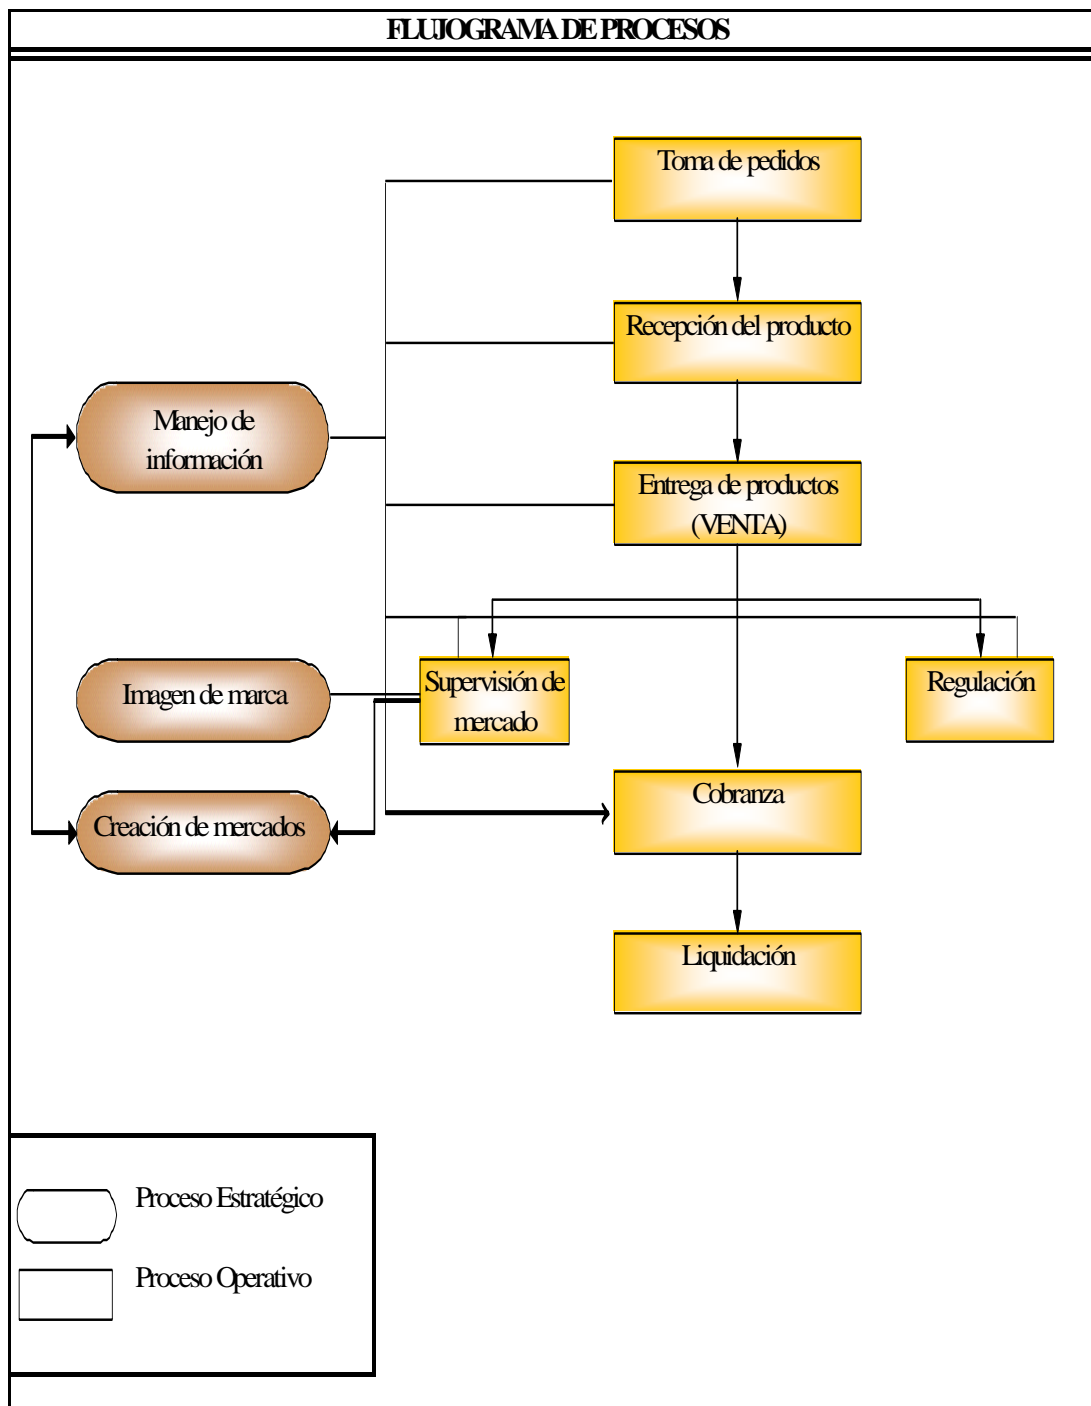 FLUJOGRAMA DE PROCESOS
Toma de pedidos
Recepción del producto
Manejo de
información
Entrega de productos
(VENTA)
Imagen de marca
Supervisión de
mercado
Regulación
Creación de mercados
Cobranza
Liquidación
Proceso Estratégico
Proceso Operativo